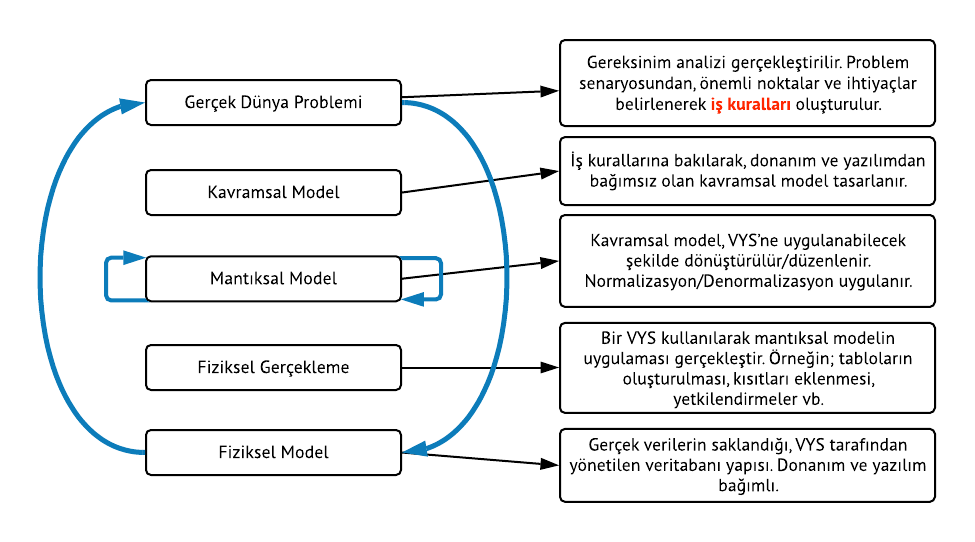 Gerçek Dünya Problemi
Gereksinim analizi gerçekleştirilir. Problem
senaryosundan, önemli noktalar ve ihtiyaçlar
belirlenerek iş kuralları oluşturulur.
Kavramsal Model
İş kurallarına bakılarak, donanım ve yazılımdan
bağımsız olan kavramsal model tasarlanır.
Mantıksal Model
Kavramsal model, VYS’ne uygulanabilecek
şekilde dönüştürülür/düzenlenir.
Normalizasyon/Denormalizasyon uygulanır.
Fiziksel Gerçekleme
Bir VYS kullanılarak mantıksal modelin
uygulaması gerçekleştir. Örneğin; tabloların
oluşturulması, kısıtları eklenmesi,
yetkilendirmeler vb.
Fiziksel Model
Gerçek verilerin saklandığı, VYS tarafından
yönetilen veritabanı yapısı. Donanım ve yazılım
bağımlı.